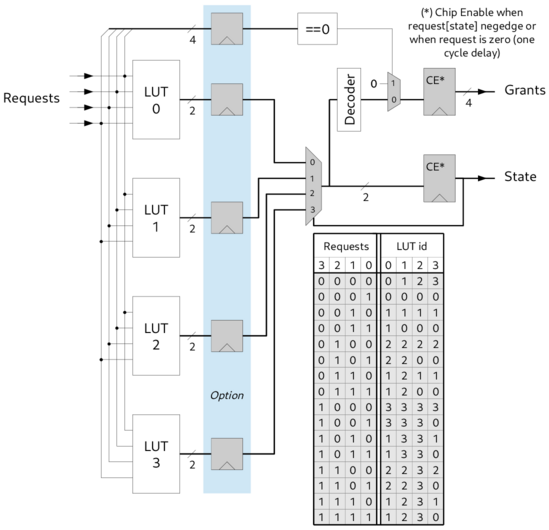 (*) Chip Enable when
request[state] negedge or
when request is zero (one
cycle delay)
4
==0
Requests
LUT
0
2
Decoder
0
1
0
CE*
4
Grants
0
1
2
3
2
CE*
State
LUT
1
2
LUT
2
2
Option
LUT
3
2
Requests LUT id
3 2 1 0 0 1 2 3
0 0 0 0 0 1 2 3
0 0 0 1 0 0 0 0
0 0 1 0 1 1 1 1
0 0 1 1 1 0 0 0
0 1 0 0 2 2 2 2
0 1 0 1 2 2 0 0
0 1 1 0 1 2 1 1
0 1 1 1 1 2 0 0
1 0 0 0 3 3 3 3
1 0 0 1 3 3 3 0
1 0 1 0 1 3 3 1
1 0 1 1 1 3 3 0
1 1 0 0 2 2 3 2
1 1 0 1 2 2 3 0
1 1 1 0 1 2 3 1
1 1 1 1 1 2 3 0